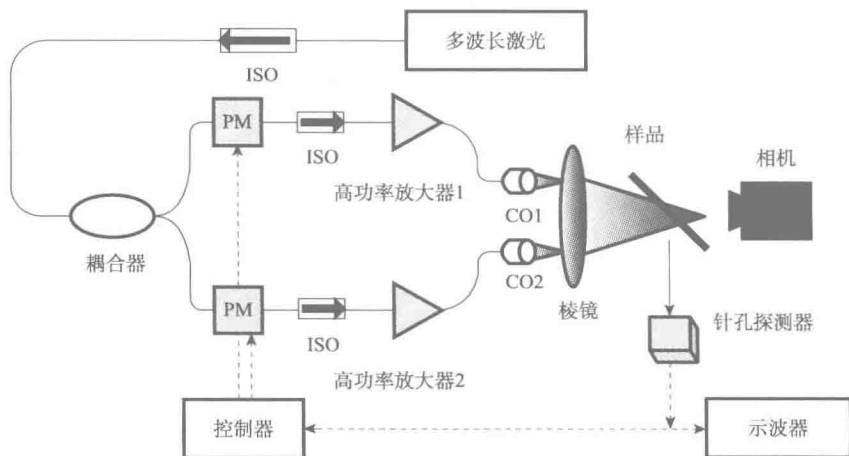 多波长激光
ISO
PM
ISO
高功率放大器1
样品
相机
CO1
耦合器
CO2
棱镜
PM
ISO
高功率放大器2
针孔探测器
控制器
示波器